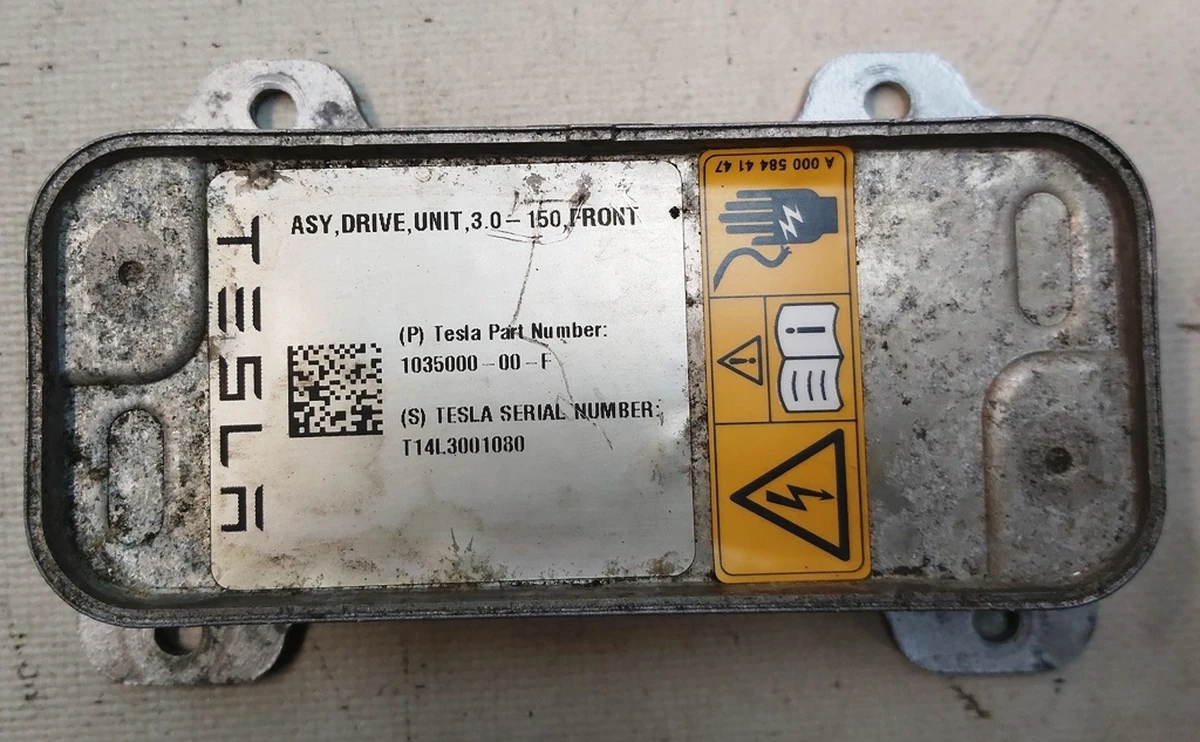 TESLA
ASY,DRIVE,UNIT,3.0-150,FRONT
(P) Tesla Part Number:
1035000-00-F
(S) TESLA SERIAL NUMBER:
T14L3001080
A 000 584 41 47